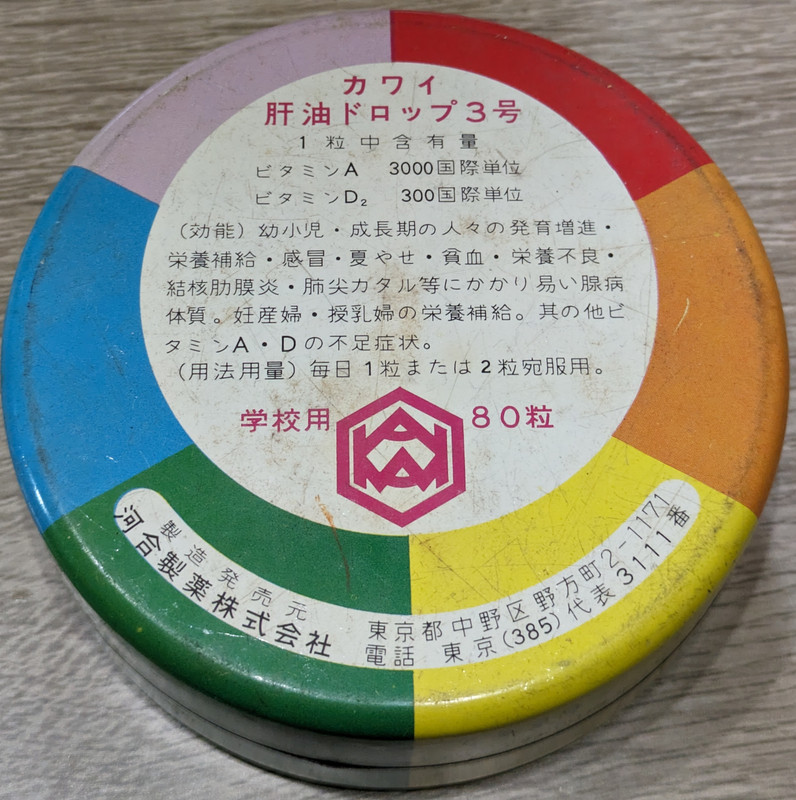 カワイ
肝油ドロップ3号
1粒中含有量
ビタミンA 3000国際単位
ビタミンD₂ 300国際単位
(効能)幼小児・成長期の人々の発育増進・
栄養補給・感冒・夏やせ・貧血・栄養不良・
結核肋膜炎・肺尖カタル等にかかり易い腺病
体質。妊産婦・授乳婦の栄養補給。其の他ビ
タミンA・Dの不足症状。
(用法用量)毎日1粒または2粒宛服用。
学校用 80粒
KAWAI
製造発売元
河合製薬株式会社
東京都中野区野方町2-1171
電話 東京(385)代表3111番